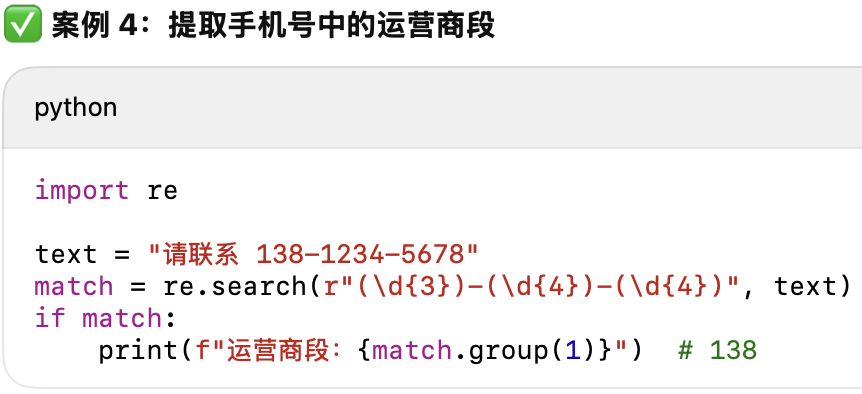 ✅ 案例 4：提取手机号中的运营商段
python
import re
text = "请联系 138-1234-5678"
match = re.search(r"(\d{3})-(\d{4})-(\d{4})", text)
if match:
    print(f"运营商段：{match.group(1)}")  # 138